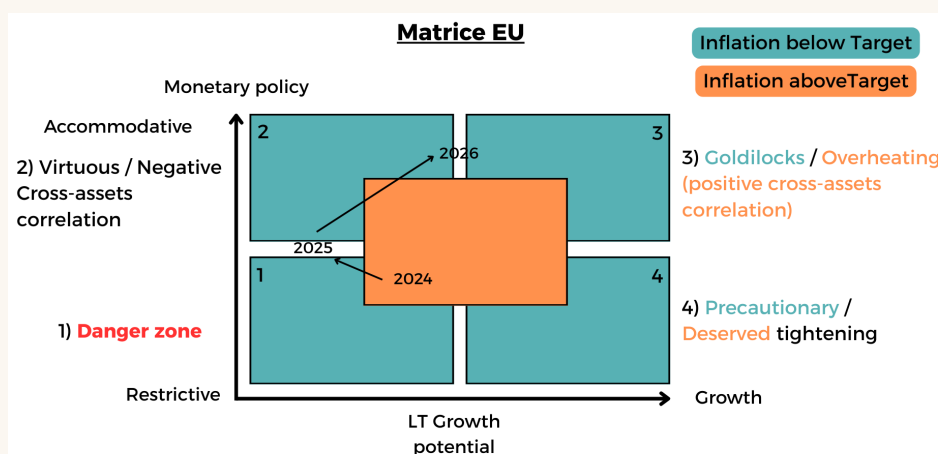 Matrice EU
Inflation below Target
Inflation aboveTarget
Monetary policy
Accommodative
2) Virtuous / Negative
Cross-assets
correlation
1) Danger zone
Restrictive
2
3
2026
2025
1
2024
4
3) Goldilocks / Overheating
(positive cross-assets
correlation)
4) Precautionary /
Deserved tightening
Growth
LT Growth
potential